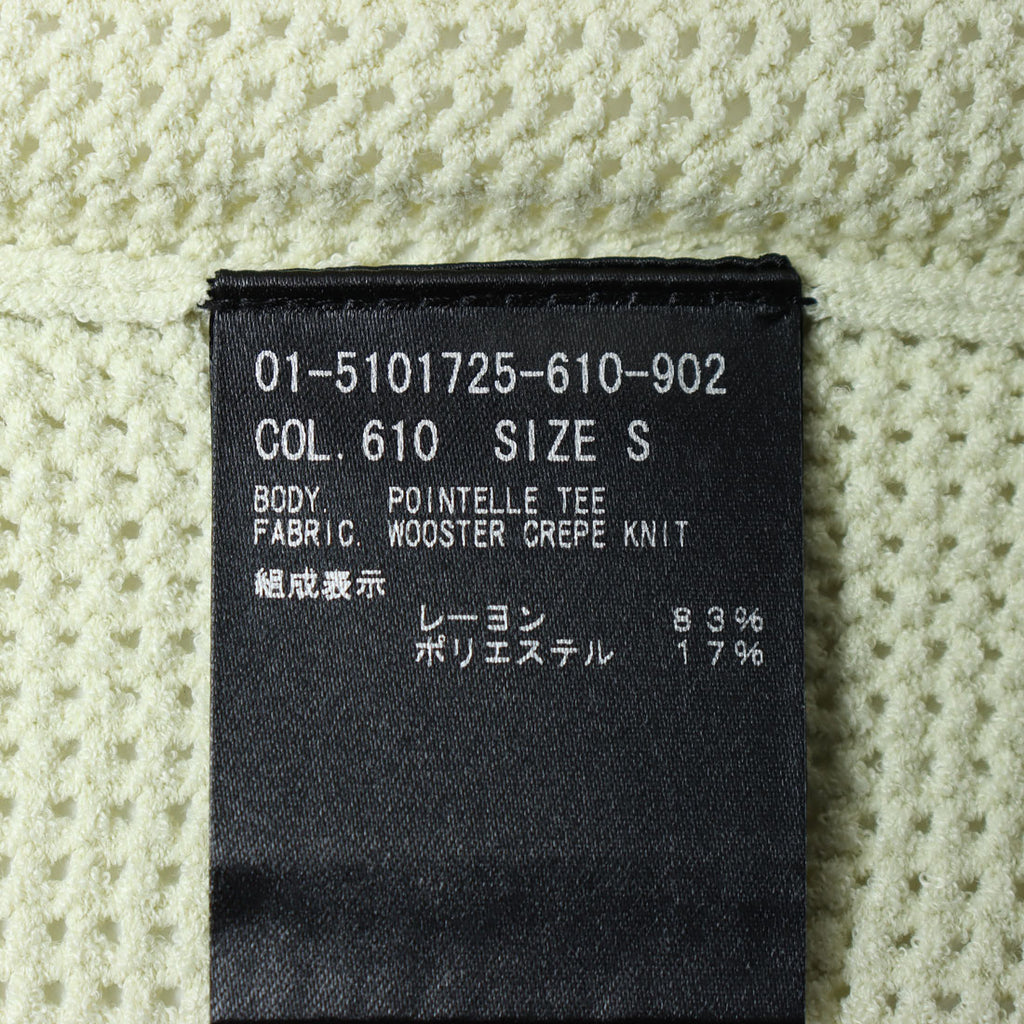 01-5101725-610-902
COL. 610 SIZE S
BODY. POINTELLE TEE
FABRIC. WOOSTER CREPE KNIT
組成表示
レーヨン 83%
ポリエステル 17%